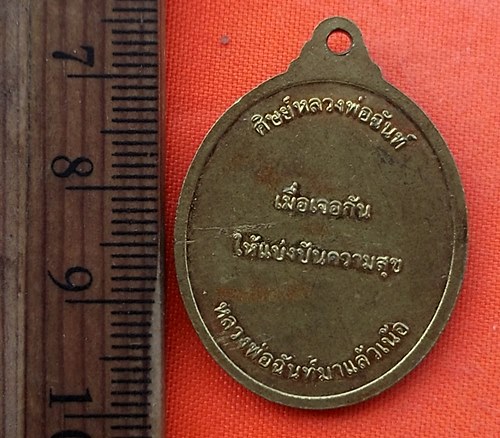 7
8
9
10
ศิษย์หลวงพ่อฉันท์
เมื่อเจอกัน
ให้แบ่งปันความสุข
หลวงพ่อฉันท์มาแล้วเน้อ